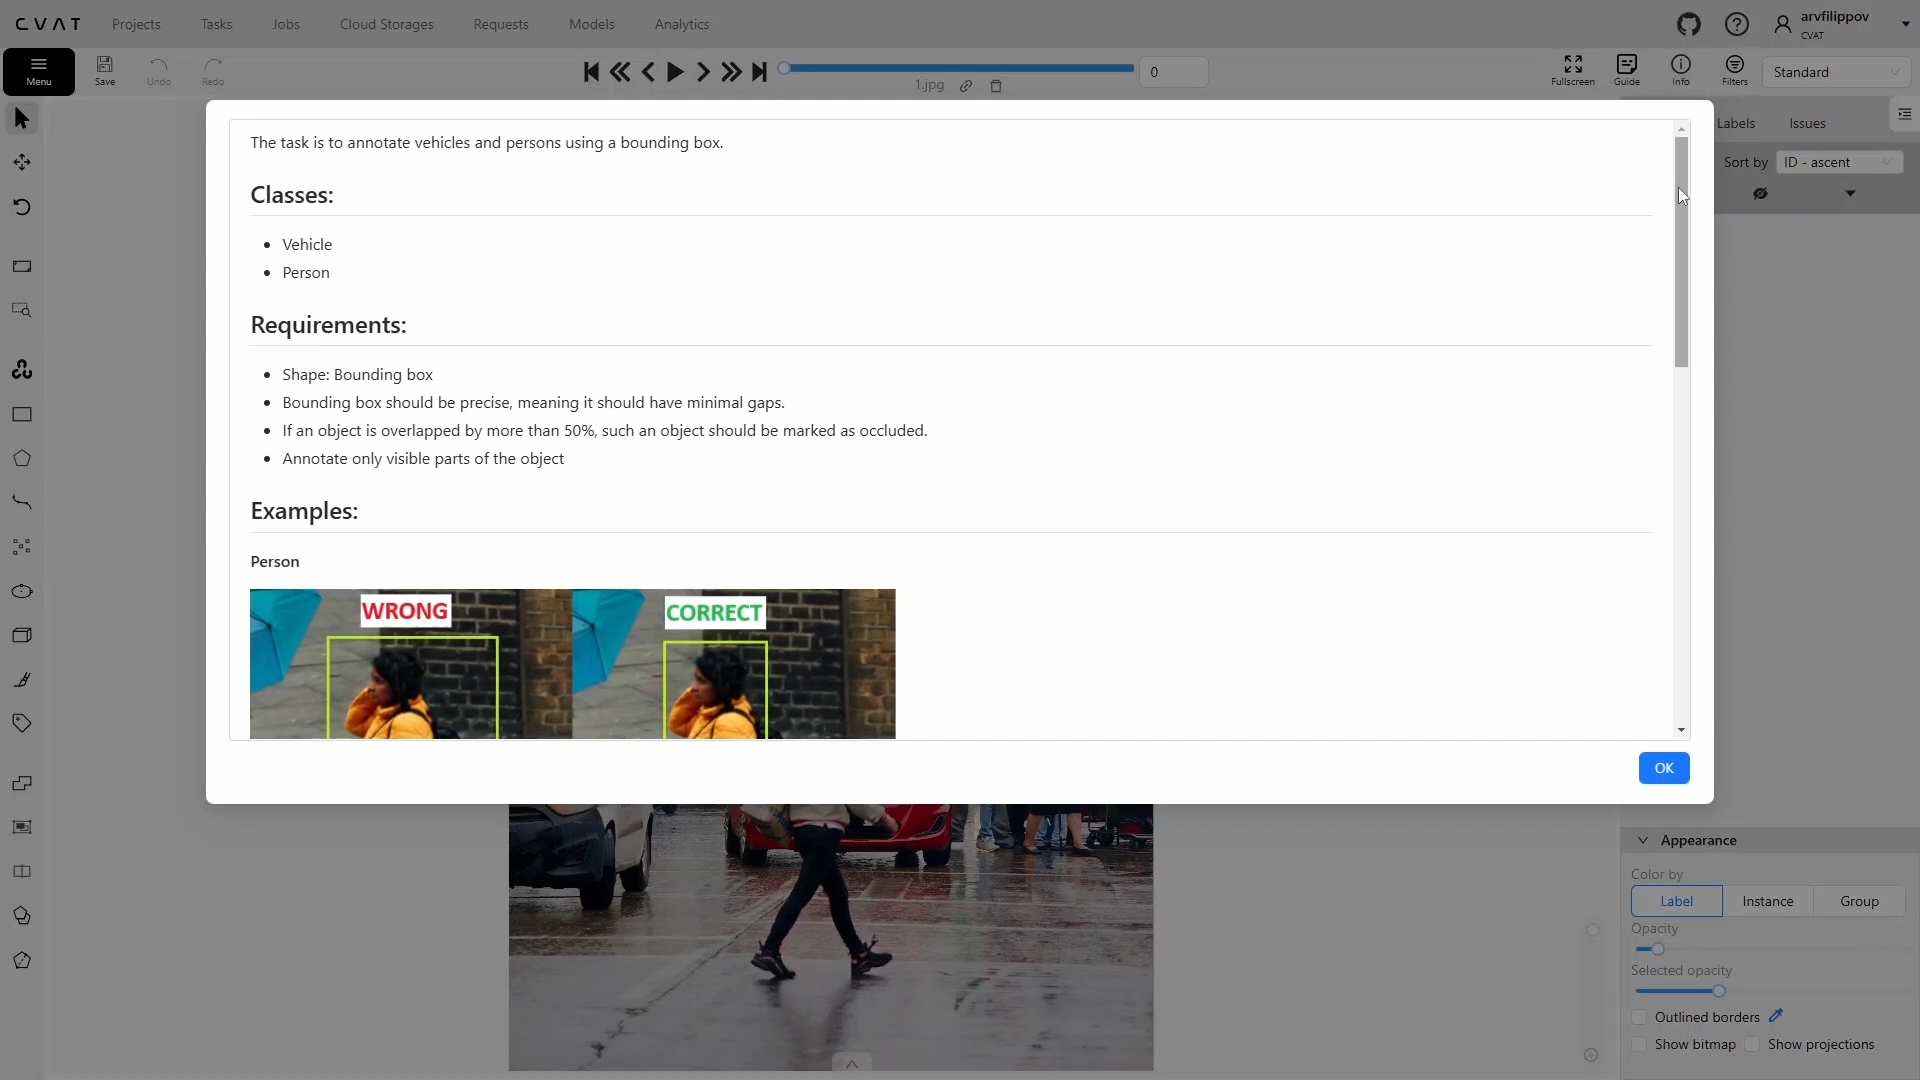 CVAT
Projects
Tasks
Jobs
Cloud Storages
Requests
Models
Analytics
arvfilippov
CVAT
Menu
Save
Undo
Redo
0
1.jpg
Fullscreen
Guide
Info
Filters
Standard
Labels
Issues
Sort by
ID - ascent
The task is to annotate vehicles and persons using a bounding box.
Classes:
Vehicle
Person
Requirements:
Shape: Bounding box
Bounding box should be precise, meaning it should have minimal gaps.
If an object is overlapped by more than 50%, such an object should be marked as occluded.
Annotate only visible parts of the object
Examples:
Person
WRONG
CORRECT
OK
Appearance
Color by
Label
Instance
Group
Opacity
Selected opacity
Outlined borders
Show bitmap
Show projections